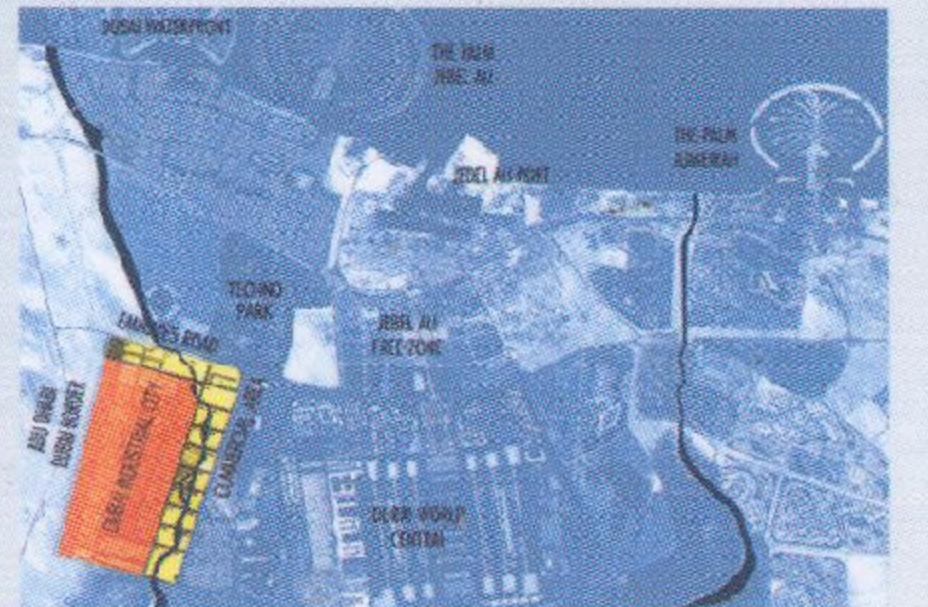 DUBAI WATERFRONT
THE PALM
JEBEL ALI
THE PALM
JUMEIRAH
JEBEL ALI PORT
TECHNO
PARK
JEBEL ALI
FREE ZONE
EMIRATES ROAD
ABU DHABI
DUBAI BORDER
DUBAI INDUSTRIAL CITY
COMMERCIAL AREA
DUBAI WORLD
CENTRAL